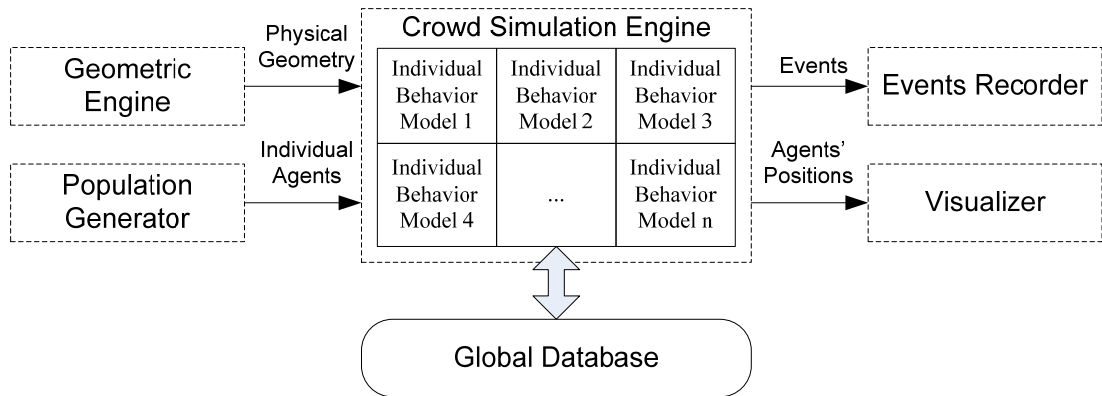 Geometric
Engine
Physical
Geometry
Population
Generator
Individual
Agents
Crowd Simulation Engine
Individual
Behavior
Model 1
Individual
Behavior
Model 2
Individual
Behavior
Model 3
Individual
Behavior
Model 4
...
Individual
Behavior
Model n
Events
Events Recorder
Agents'
Positions
Visualizer
Global Database